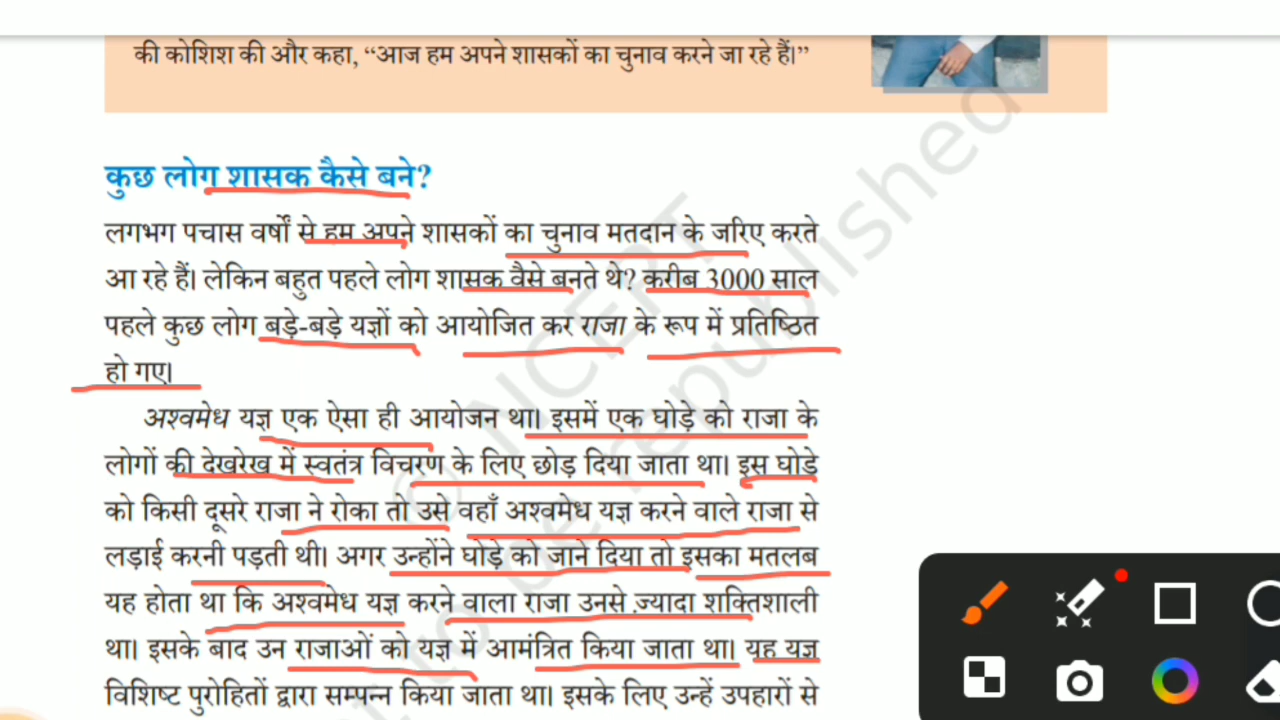 की कोशिश की और कहा, “आज हम अपने शासकों का चुनाव करने जा रहे हैं।”
कुछ लोग शासक कैसे बने?
लगभग पचास वर्षों से हम अपने शासकों का चुनाव मतदान के जरिए करते
आ रहे हैं। लेकिन बहुत पहले लोग शासक वैसे बनते थे? करीब 3000 साल
पहले कुछ लोग बड़े-बड़े यज्ञों को आयोजित कर राजा के रूप में प्रतिष्ठित
हो गए।
अश्वमेध यज्ञ एक ऐसा ही आयोजन था। इसमें एक घोड़े को राजा के
लोगों की देखरेख में स्वतंत्र विचरण के लिए छोड़ दिया जाता था। इस घोड़े
को किसी दूसरे राजा ने रोका तो उसे वहाँ अश्वमेध यज्ञ करने वाले राजा से
लड़ाई करनी पड़ती थी। अगर उन्होंने घोड़े को जाने दिया तो इसका मतलब
यह होता था कि अश्वमेध यज्ञ करने वाला राजा उनसे ज़्यादा शक्तिशाली
था। इसके बाद उन राजाओं को यज्ञ में आमंत्रित किया जाता था। यह यज्ञ
विशिष्ट पुरोहितों द्वारा सम्पन्न किया जाता था। इसके लिए उन्हें उपहारों से
© NCERT
to be republished